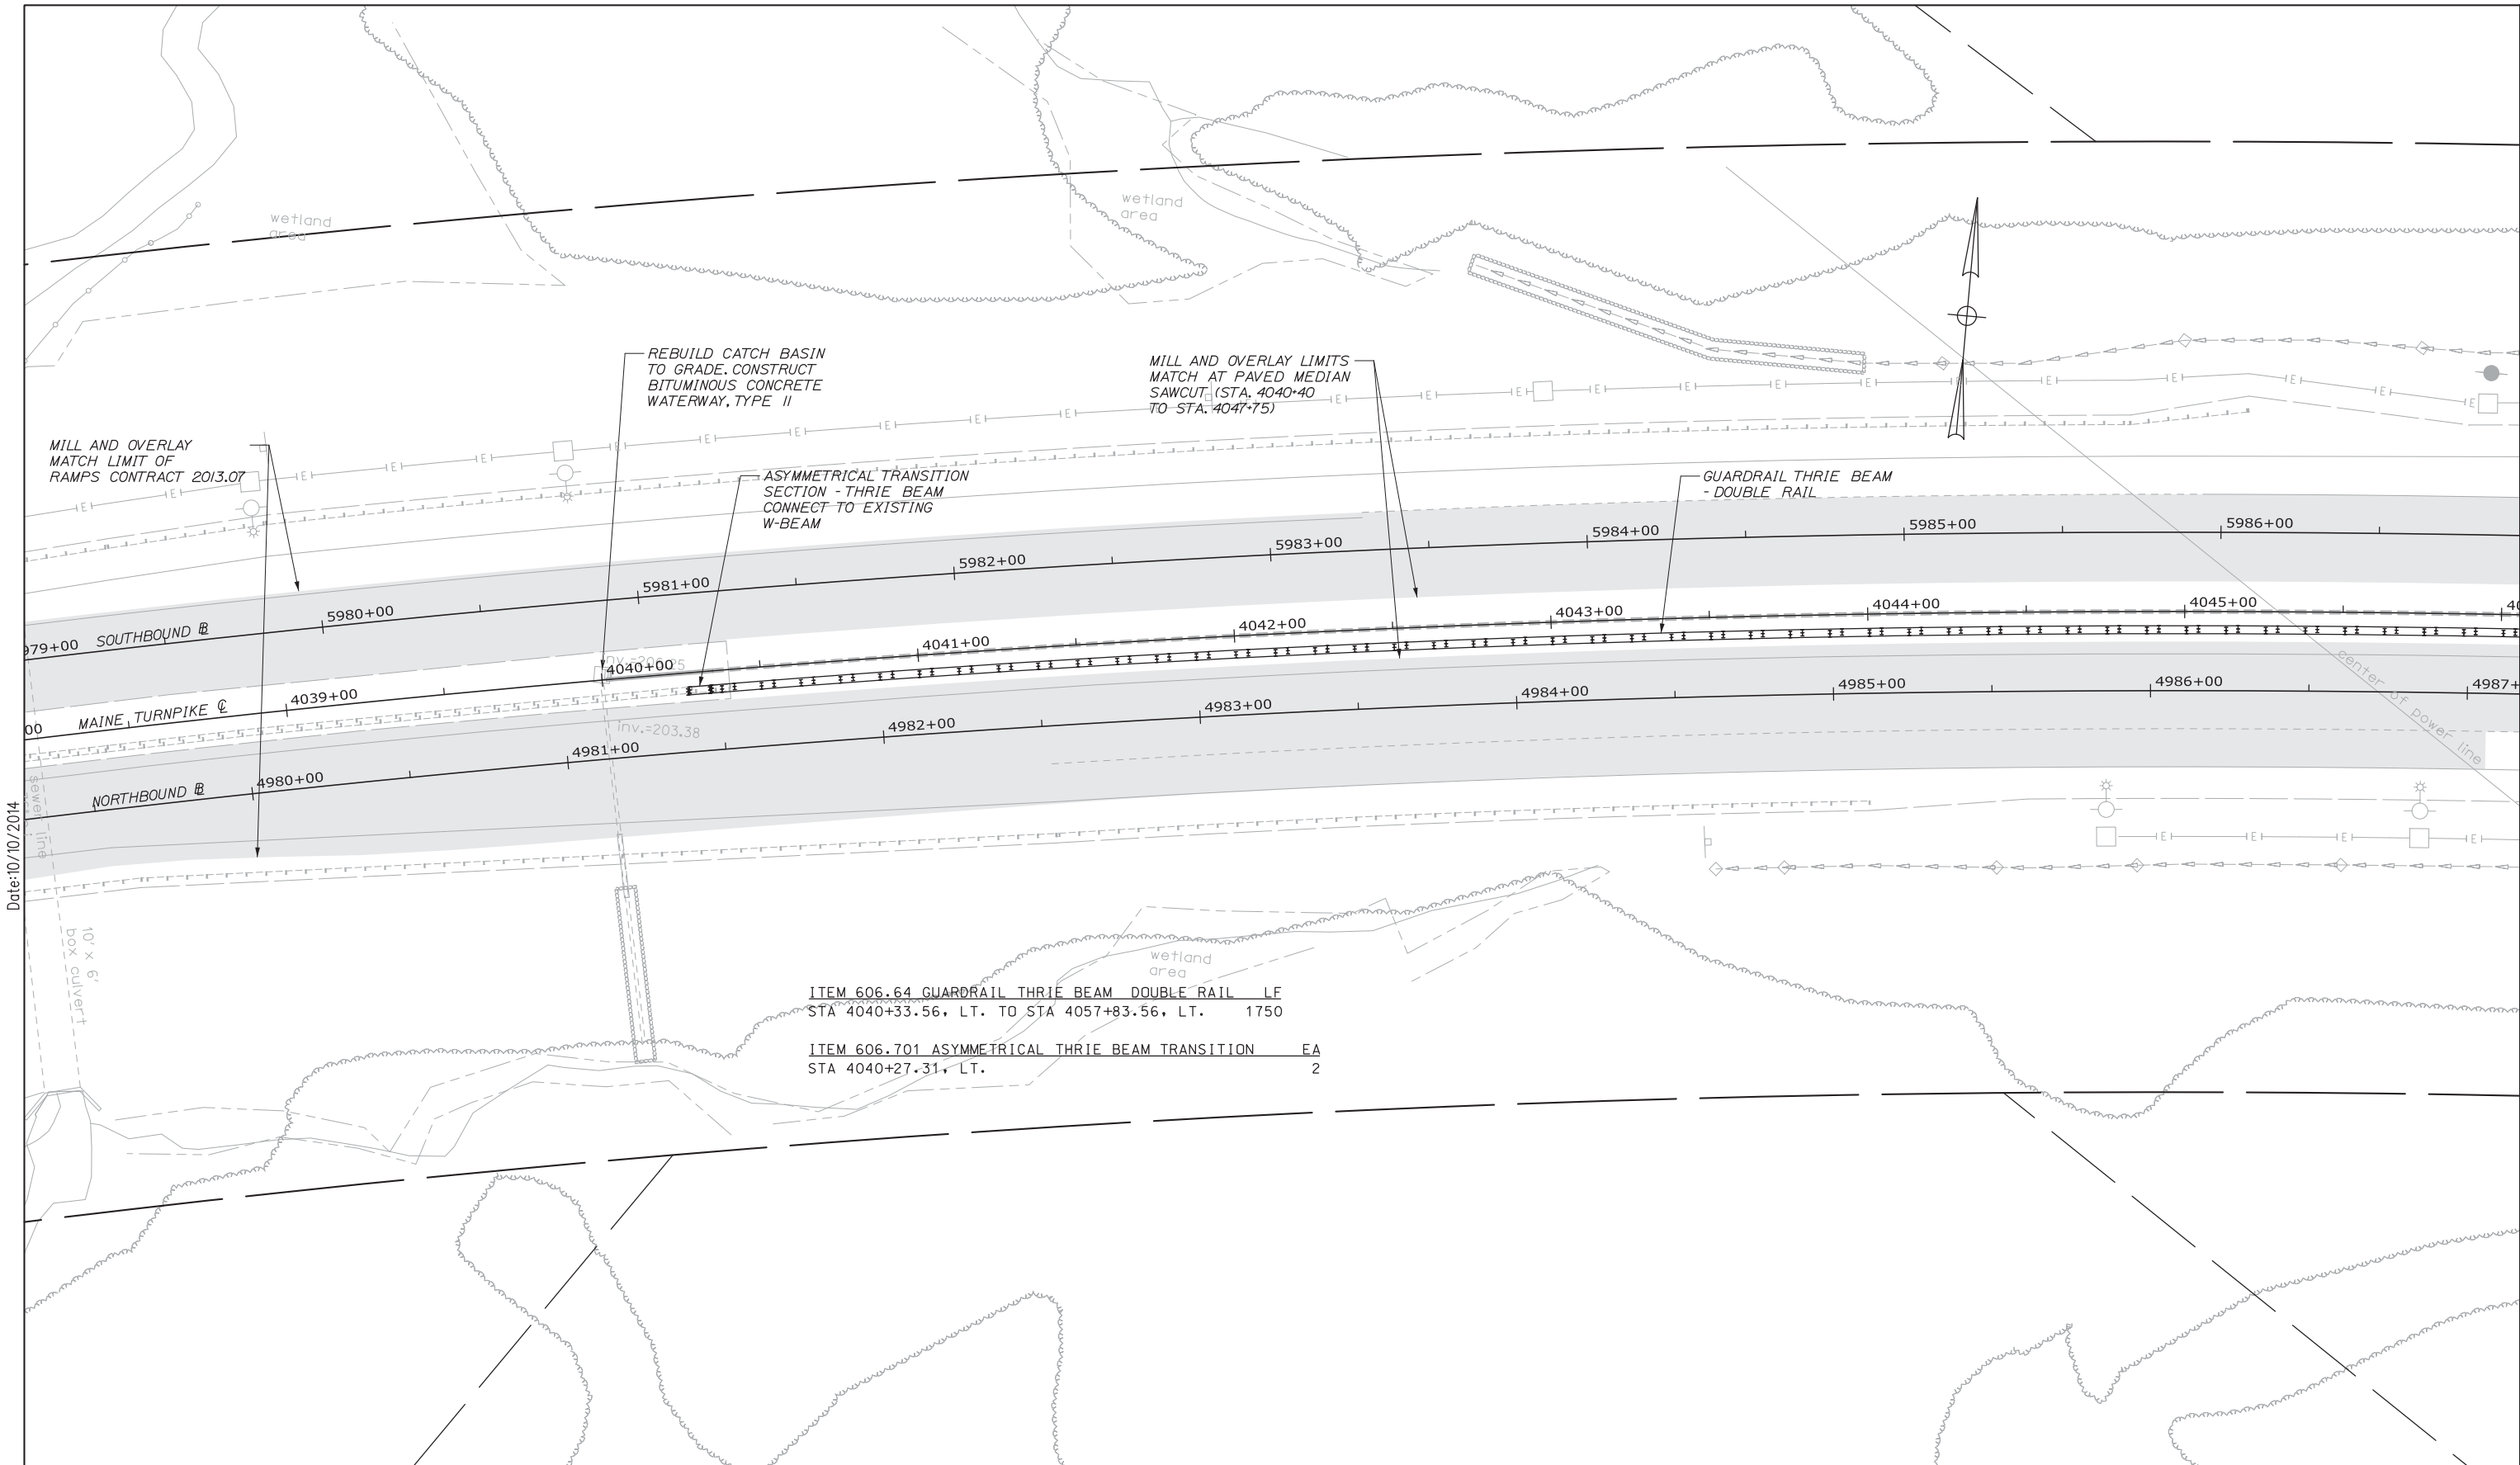 wetland
area
wetland
area
REBUILD CATCH BASIN
TO GRADE. CONSTRUCT
BITUMINOUS CONCRETE
WATERWAY, TYPE II
MILL AND OVERLAY LIMITS
MATCH AT PAVED MEDIAN
SAWCUT (STA. 4040+40
TO STA. 4047+75)
MILL AND OVERLAY
MATCH LIMIT OF
RAMPS CONTRACT 2013.07
ASYMMETRICAL TRANSITION
SECTION - THRIE BEAM
CONNECT TO EXISTING
W-BEAM
GUARDRAIL THRIE BEAM
- DOUBLE RAIL
E E E E E E E E E E E E E E E E E E E E E E E E E E
979+00 SOUTHBOUND BL 5980+00 5981+00 5982+00 5983+00 5984+00 5985+00 5986+00
00 MAINE TURNPIKE CL 4039+00 4040+00 4041+00 4042+00 4043+00 4044+00 4045+00 40
inv.=203.38
NORTHBOUND BL 4980+00 4981+00 4982+00 4983+00 4984+00 4985+00 4986+00 4987+
center of power line
sewer line
E E E E
10' x 6'
box culvert
wetland
area
ITEM 606.64 GUARDRAIL THRIE BEAM DOUBLE RAIL LF
STA 4040+33.56, LT. TO STA 4057+83.56, LT. 1750
ITEM 606.701 ASYMMETRICAL THRIE BEAM TRANSITION EA
STA 4040+27.31, LT. 2
Date:10/10/2014